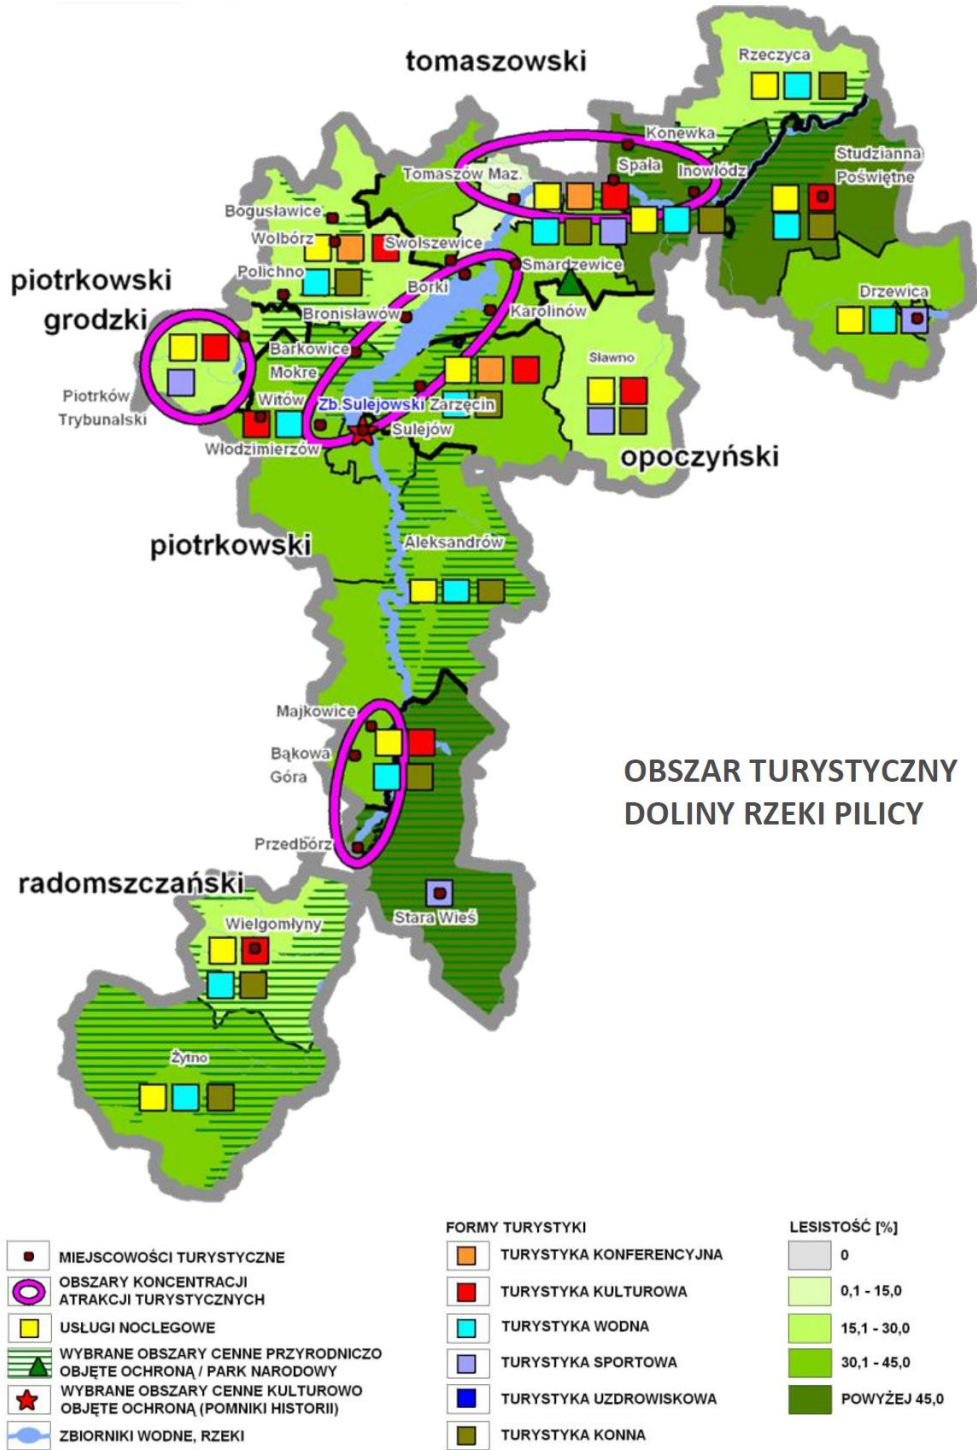 tomaszowski
Rzeczyca
Konewka
Spała
Inowłódz
Studzianna
Poświętne
Tomaszów Maz.
Bogusławice
Wolbórz
Swolszewice
Polichno
Borki
Smardzewice
piotrkowski
grodzki
Bronisławów
Karolinów
Drzewica
Barkowice
Mokre
Sławno
Piotrków
Trybunalski
Witów
Zb.Sulejowski
Zarzęcin
Sulejów
Włodzimierzów
opoczyński
piotrkowski
Aleksandrów
Majkowice
Bąkowa
Góra
OBSZAR TURYSTYCZNY
DOLINY RZEKI PILICY
Przedbórz
radomszczański
Stara Wieś
Wielgomłyny
Żytno
MIEJSCOWOŚCI TURYSTYCZNE
OBSZARY KONCENTRACJI
ATRAKCJI TURYSTYCZNYCH
USŁUGI NOCLEGOWE
WYBRANE OBSZARY CENNE PRZYRODNICZO
OBJĘTE OCHRONĄ / PARK NARODOWY
WYBRANE OBSZARY CENNE KULTUROWO
OBJĘTE OCHRONĄ (POMNIKI HISTORII)
ZBIORNIKI WODNE, RZEKI
FORMY TURYSTYKI
TURYSTYKA KONFERENCYJNA
TURYSTYKA KULTUROWA
TURYSTYKA WODNA
TURYSTYKA SPORTOWA
TURYSTYKA UZDROWISKOWA
TURYSTYKA KONNA
LESISTOŚĆ [%]
0
0,1 - 15,0
15,1 - 30,0
30,1 - 45,0
POWYŻEJ 45,0